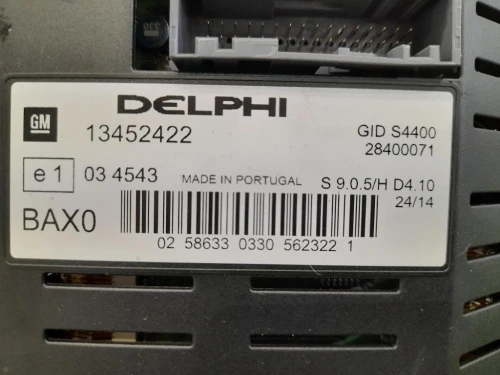 GM
DELPHI
13452422
GID S4400
28400071
e1
03 4543
MADE IN PORTUGAL
S 9.0.5/H D4.10
24/14
BAX0
02 58633 0330 562322 1